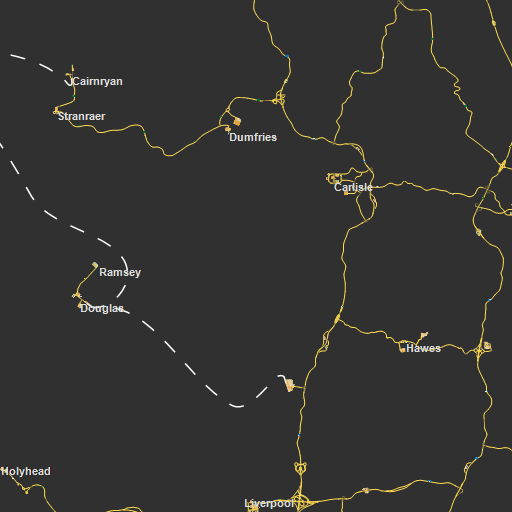 Cairnryan
Stranraer
Dumfries
Carlisle
Ramsey
Douglas
Hawes
Holyhead
Liverpool